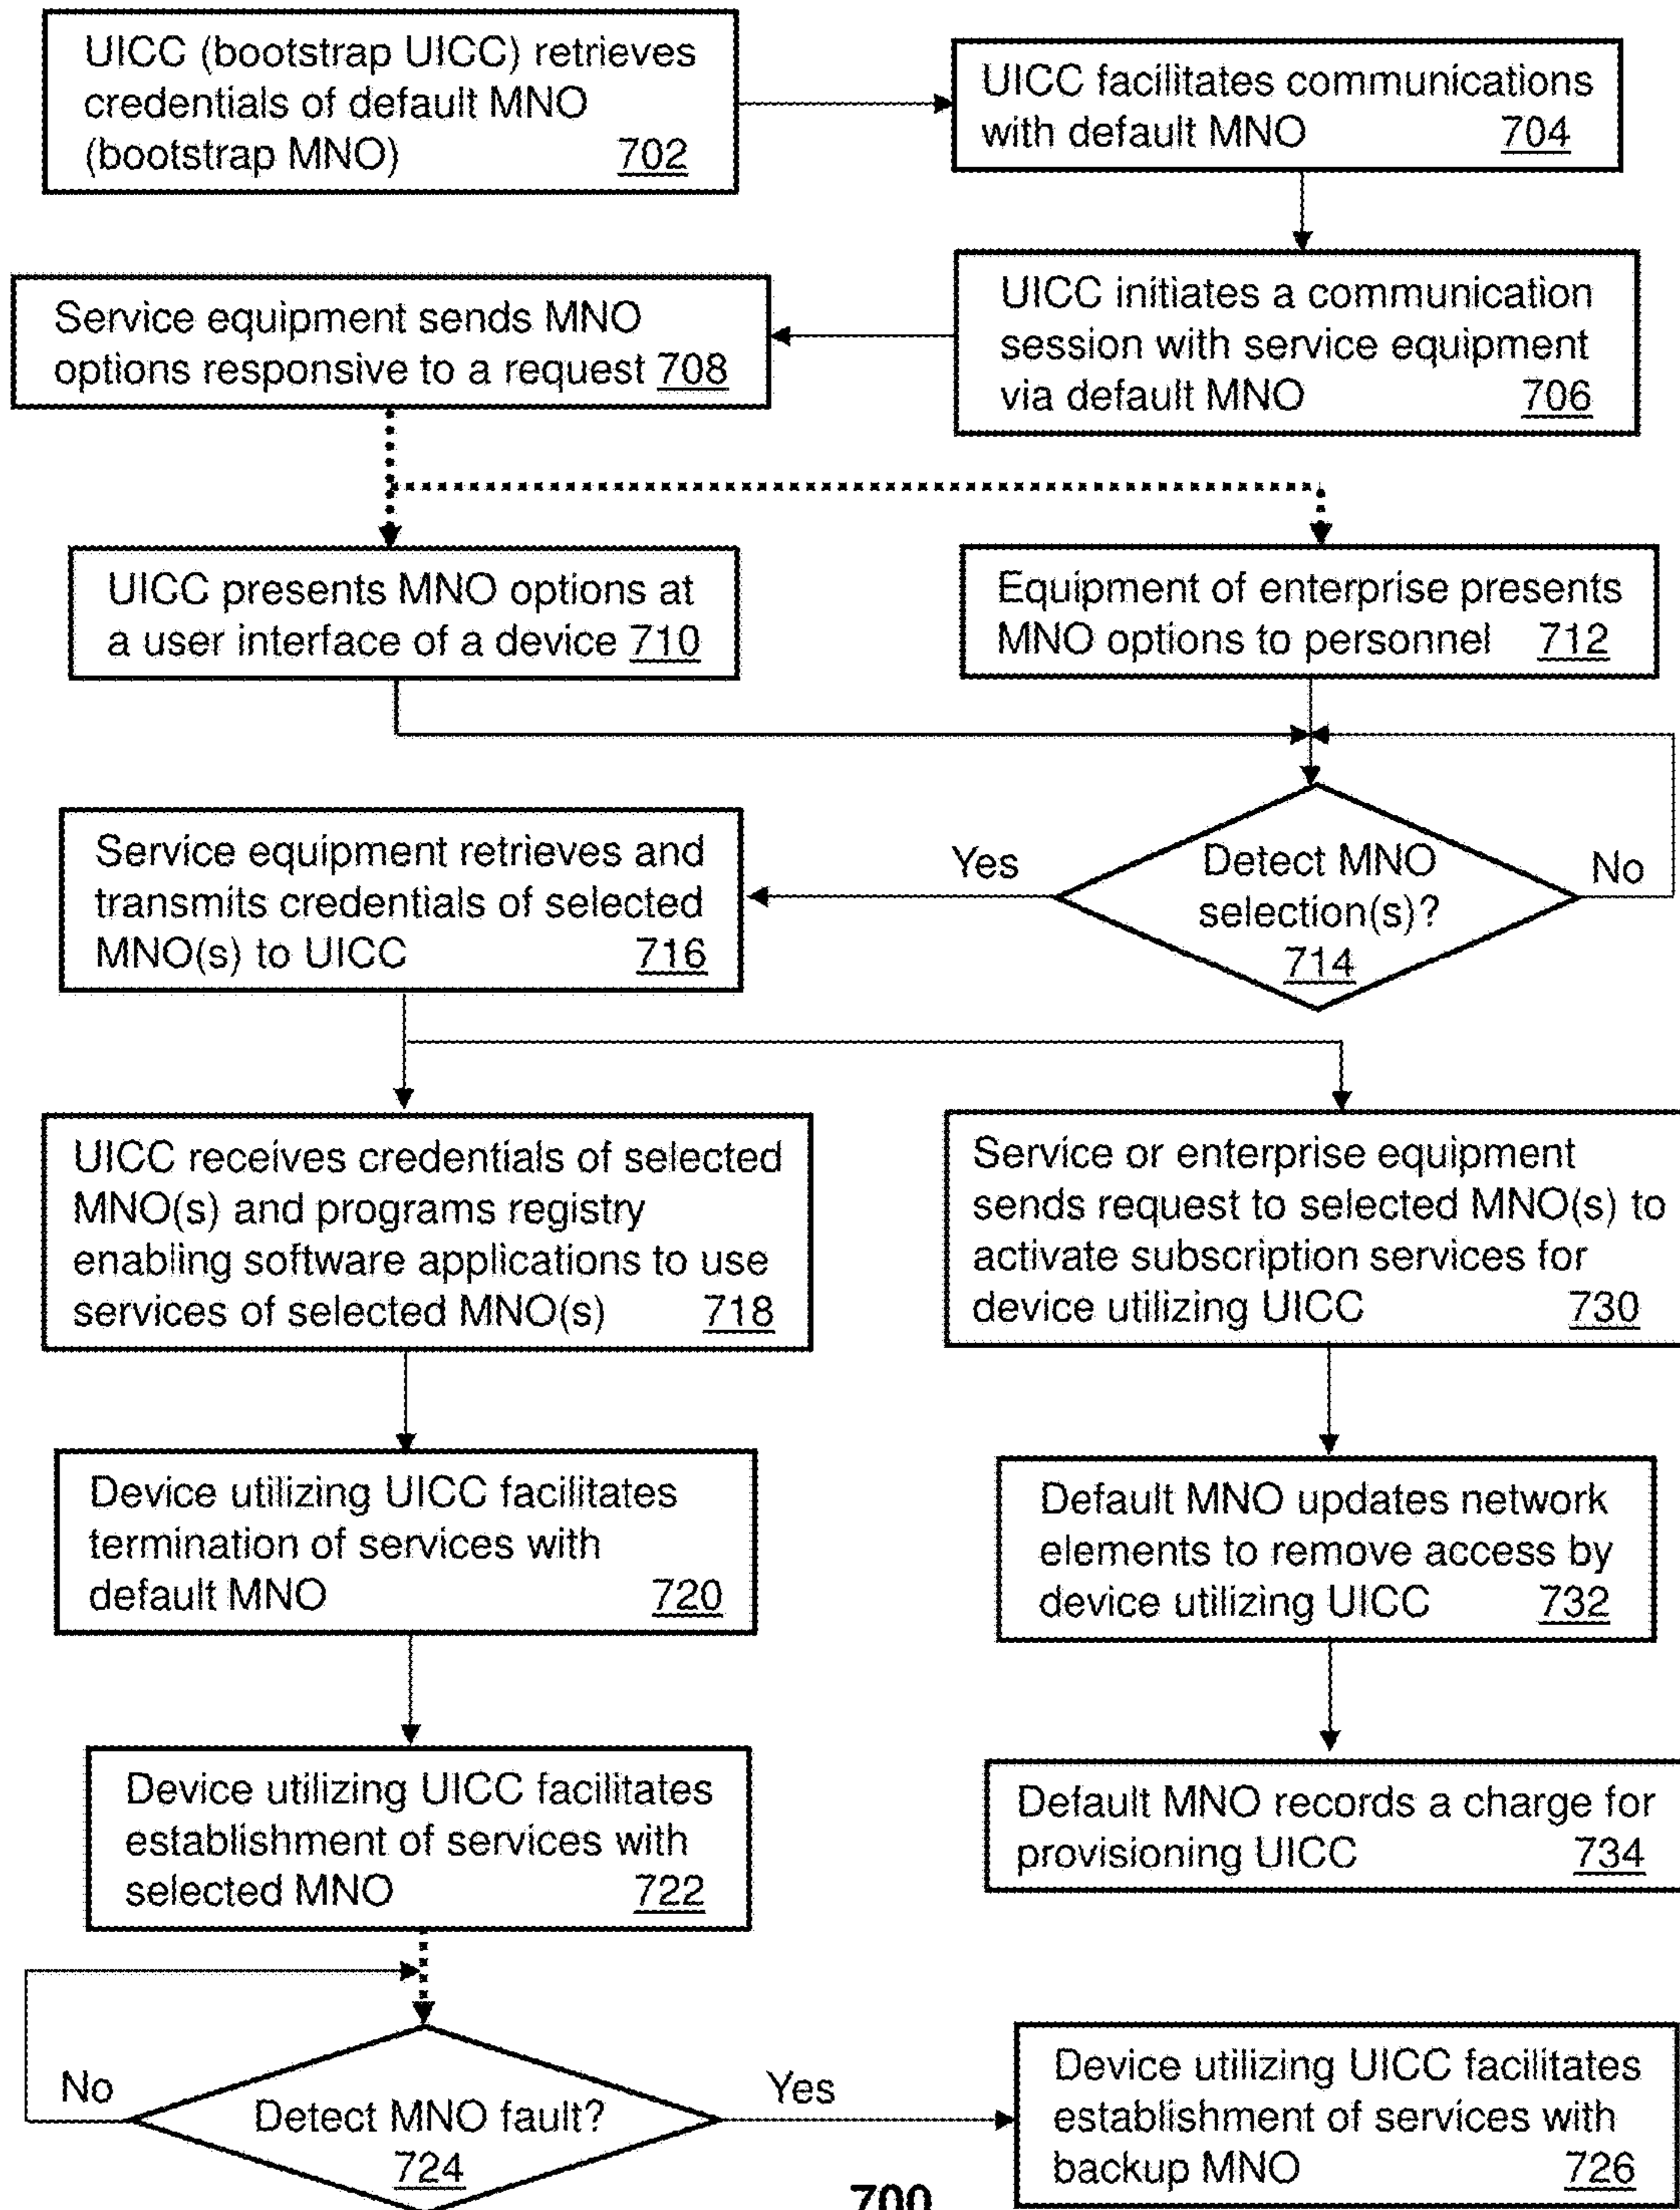 UICC (bootstrap UICC) retrieves
credentials of default MNO
(bootstrap MNO) 702
UICC facilitates communications
with default MNO 704
UICC initiates a communication
session with service equipment
via default MNO 706
Service equipment sends MNO
options responsive to a request 708
UICC presents MNO options at
a user interface of a device 710
Equipment of enterprise presents
MNO options to personnel 712
Detect MNO
selection(s)?
714
No
Yes
Service equipment retrieves and
transmits credentials of selected
MNO(s) to UICC 716
UICC receives credentials of selected
MNO(s) and programs registry
enabling software applications to use
services of selected MNO(s) 718
Service or enterprise equipment
sends request to selected MNO(s) to
activate subscription services for
device utilizing UICC 730
Device utilizing UICC facilitates
termination of services with
default MNO 720
Default MNO updates network
elements to remove access by
device utilizing UICC 732
Device utilizing UICC facilitates
establishment of services with
selected MNO 722
Default MNO records a charge for
provisioning UICC 734
No
Detect MNO fault?
724
Yes
Device utilizing UICC facilitates
establishment of services with
backup MNO 726
700